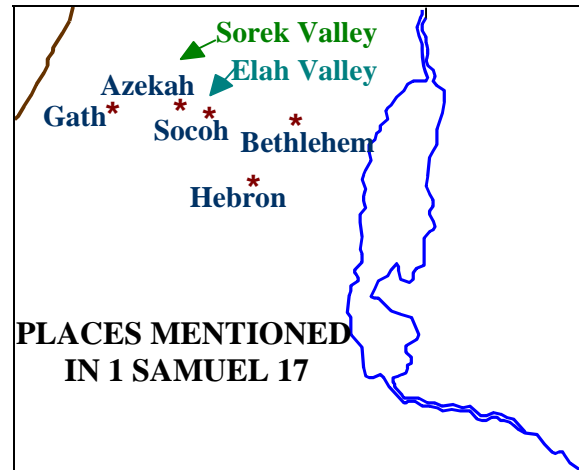 Sorek Valley
Elah Valley
Azekah
Gath
Socoh
Bethlehem
Hebron
PLACES MENTIONED
IN 1 SAMUEL 17